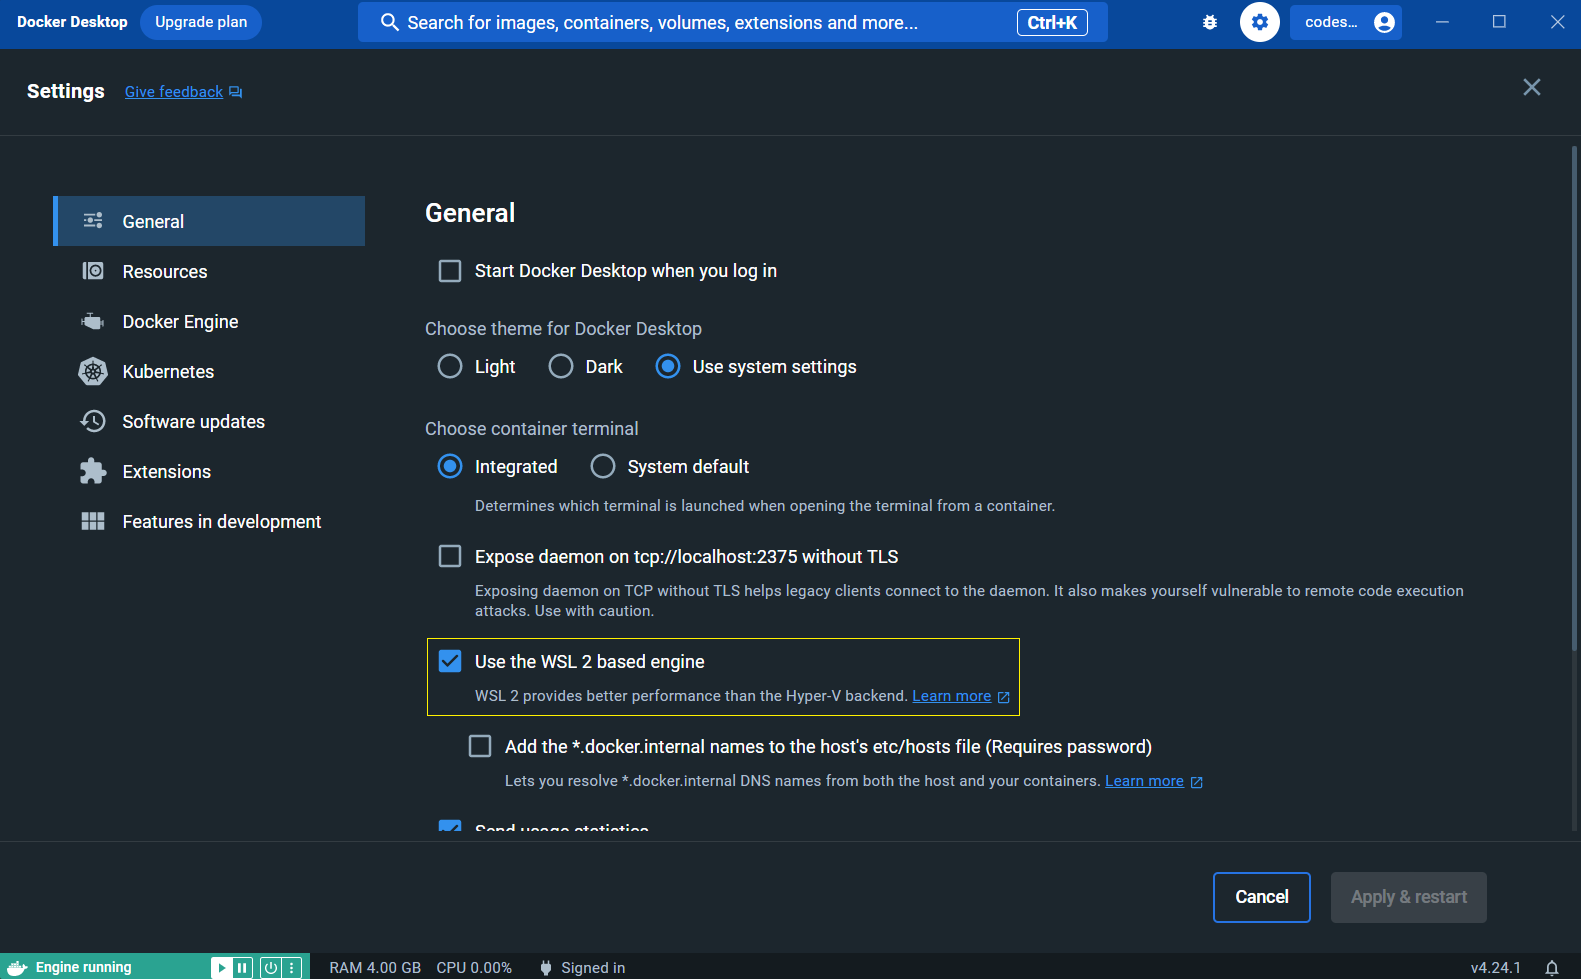 Docker Desktop
Upgrade plan
Search for images, containers, volumes, extensions and more...
Ctrl+K
codes...
Settings
Give feedback
General
Resources
Docker Engine
Kubernetes
Software updates
Extensions
Features in development
General
Start Docker Desktop when you log in
Choose theme for Docker Desktop
Light
Dark
Use system settings
Choose container terminal
Integrated
System default
Determines which terminal is launched when opening the terminal from a container.
Expose daemon on tcp://localhost:2375 without TLS
Exposing daemon on TCP without TLS helps legacy clients connect to the daemon. It also makes yourself vulnerable to remote code execution
attacks. Use with caution.
Use the WSL 2 based engine
WSL 2 provides better performance than the Hyper-V backend. Learn more
Add the *.docker.internal names to the host's etc/hosts file (Requires password)
Lets you resolve *.docker.internal DNS names from both the host and your containers. Learn more
Send usage statistics
Cancel
Apply & restart
Engine running
RAM 4.00 GB
CPU 0.00%
Signed in
v4.24.1